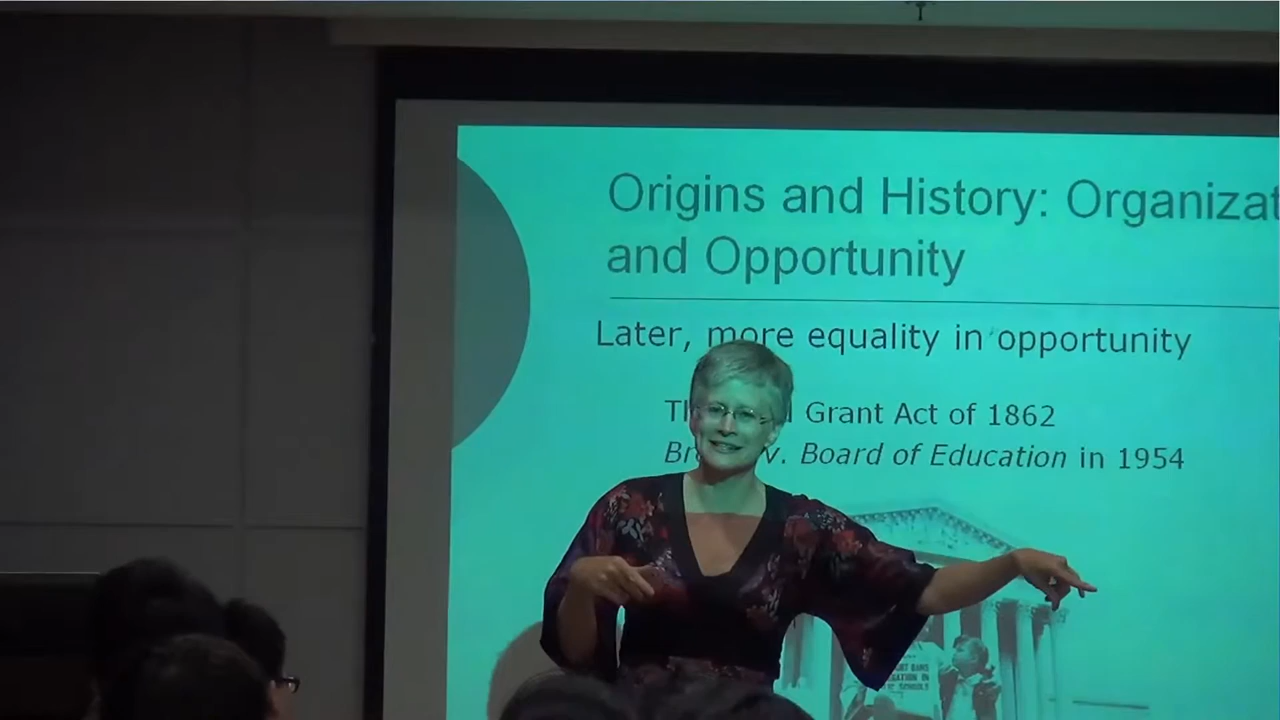 Origins and History: Organizat
and Opportunity
Later, more equality in opportunity
Grant Act of 1862
v. Board of Education in 1954